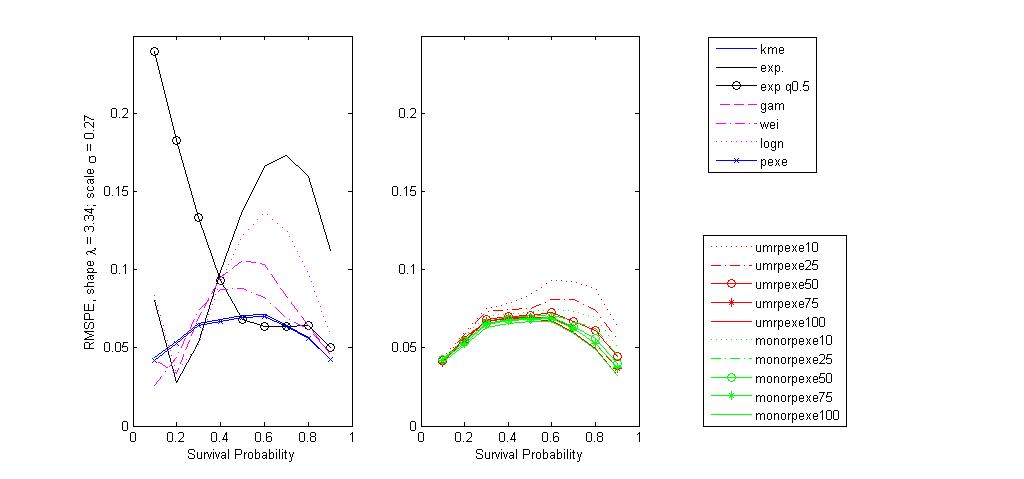 RMSPE, shape λ = 3.34; scale σ = 0.27
0.2
0.15
0.1
0.05
0
0 0.2 0.4 0.6 0.8 1
Survival Probability
0.2
0.15
0.1
0.05
0
0 0.2 0.4 0.6 0.8 1
Survival Probability
kme
exp.
exp q0.5
gam
wei
logn
pexe
umrpexe10
umrpexe25
umrpexe50
umrpexe75
umrpexe100
monorpexe10
monorpexe25
monorpexe50
monorpexe75
monorpexe100